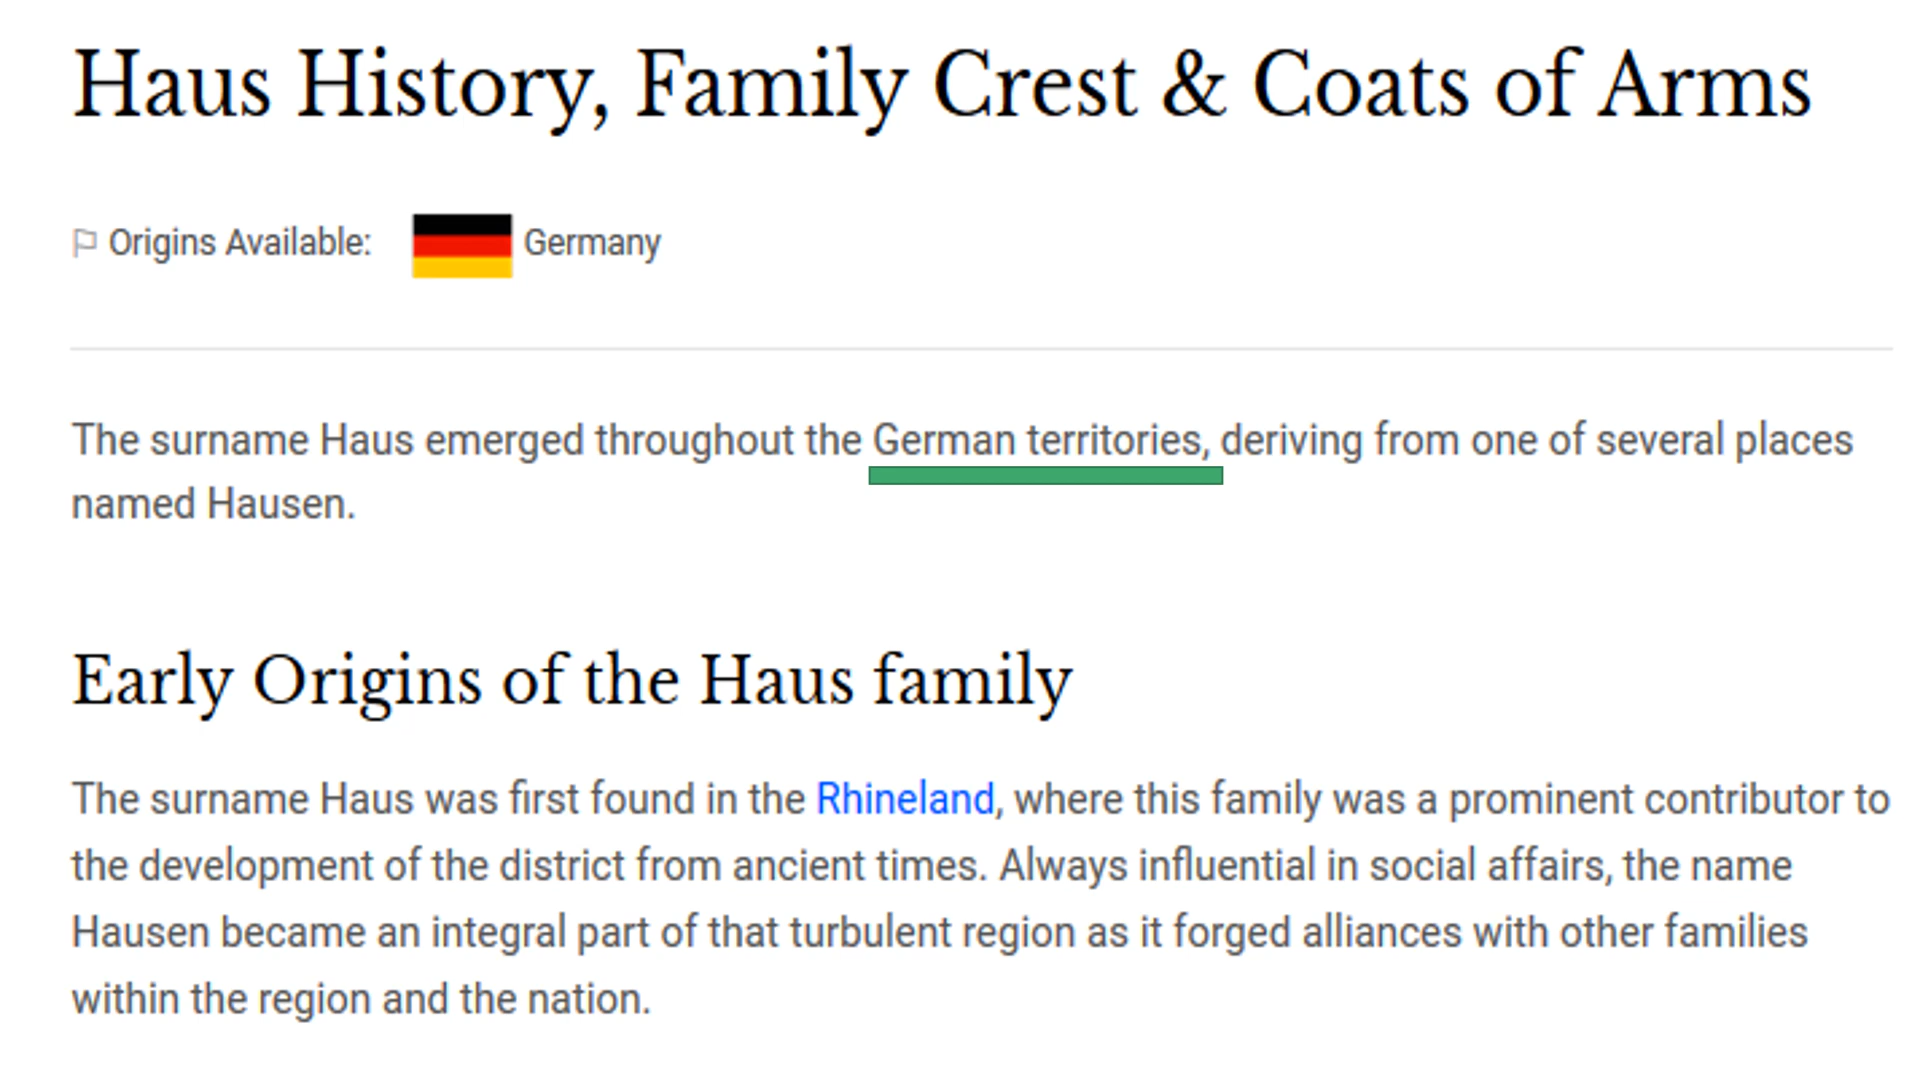 Haus History, Family Crest & Coats of Arms
Origins Available: Germany
The surname Haus emerged throughout the German territories, deriving from one of several places
named Hausen.
Early Origins of the Haus family
The surname Haus was first found in the Rhineland, where this family was a prominent contributor to
the development of the district from ancient times. Always influential in social affairs, the name
Hausen became an integral part of that turbulent region as it forged alliances with other families
within the region and the nation.